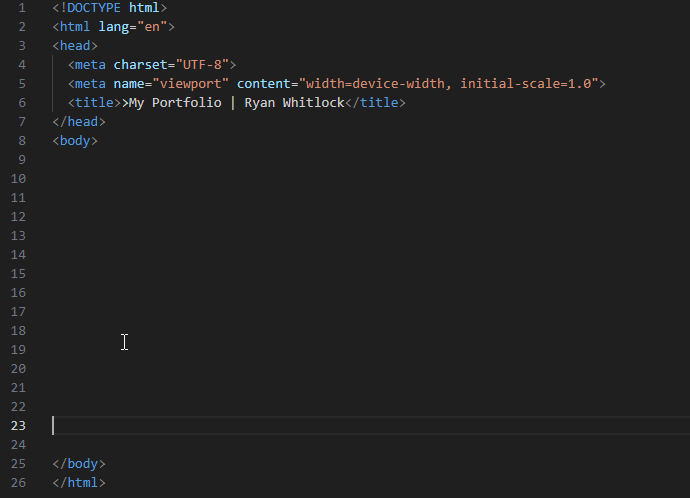 1 <!DOCTYPE html>
2 <html lang="en">
3 <head>
4 <meta charset="UTF-8">
5 <meta name="viewport" content="width=device-width, initial-scale=1.0">
6 <title>>My Portfolio | Ryan Whitlock</title>
7 </head>
8 <body>
9
10
11
12
13
14
15
16
17
18
19
20
21
22
23
24
25 </body>
26 </html>